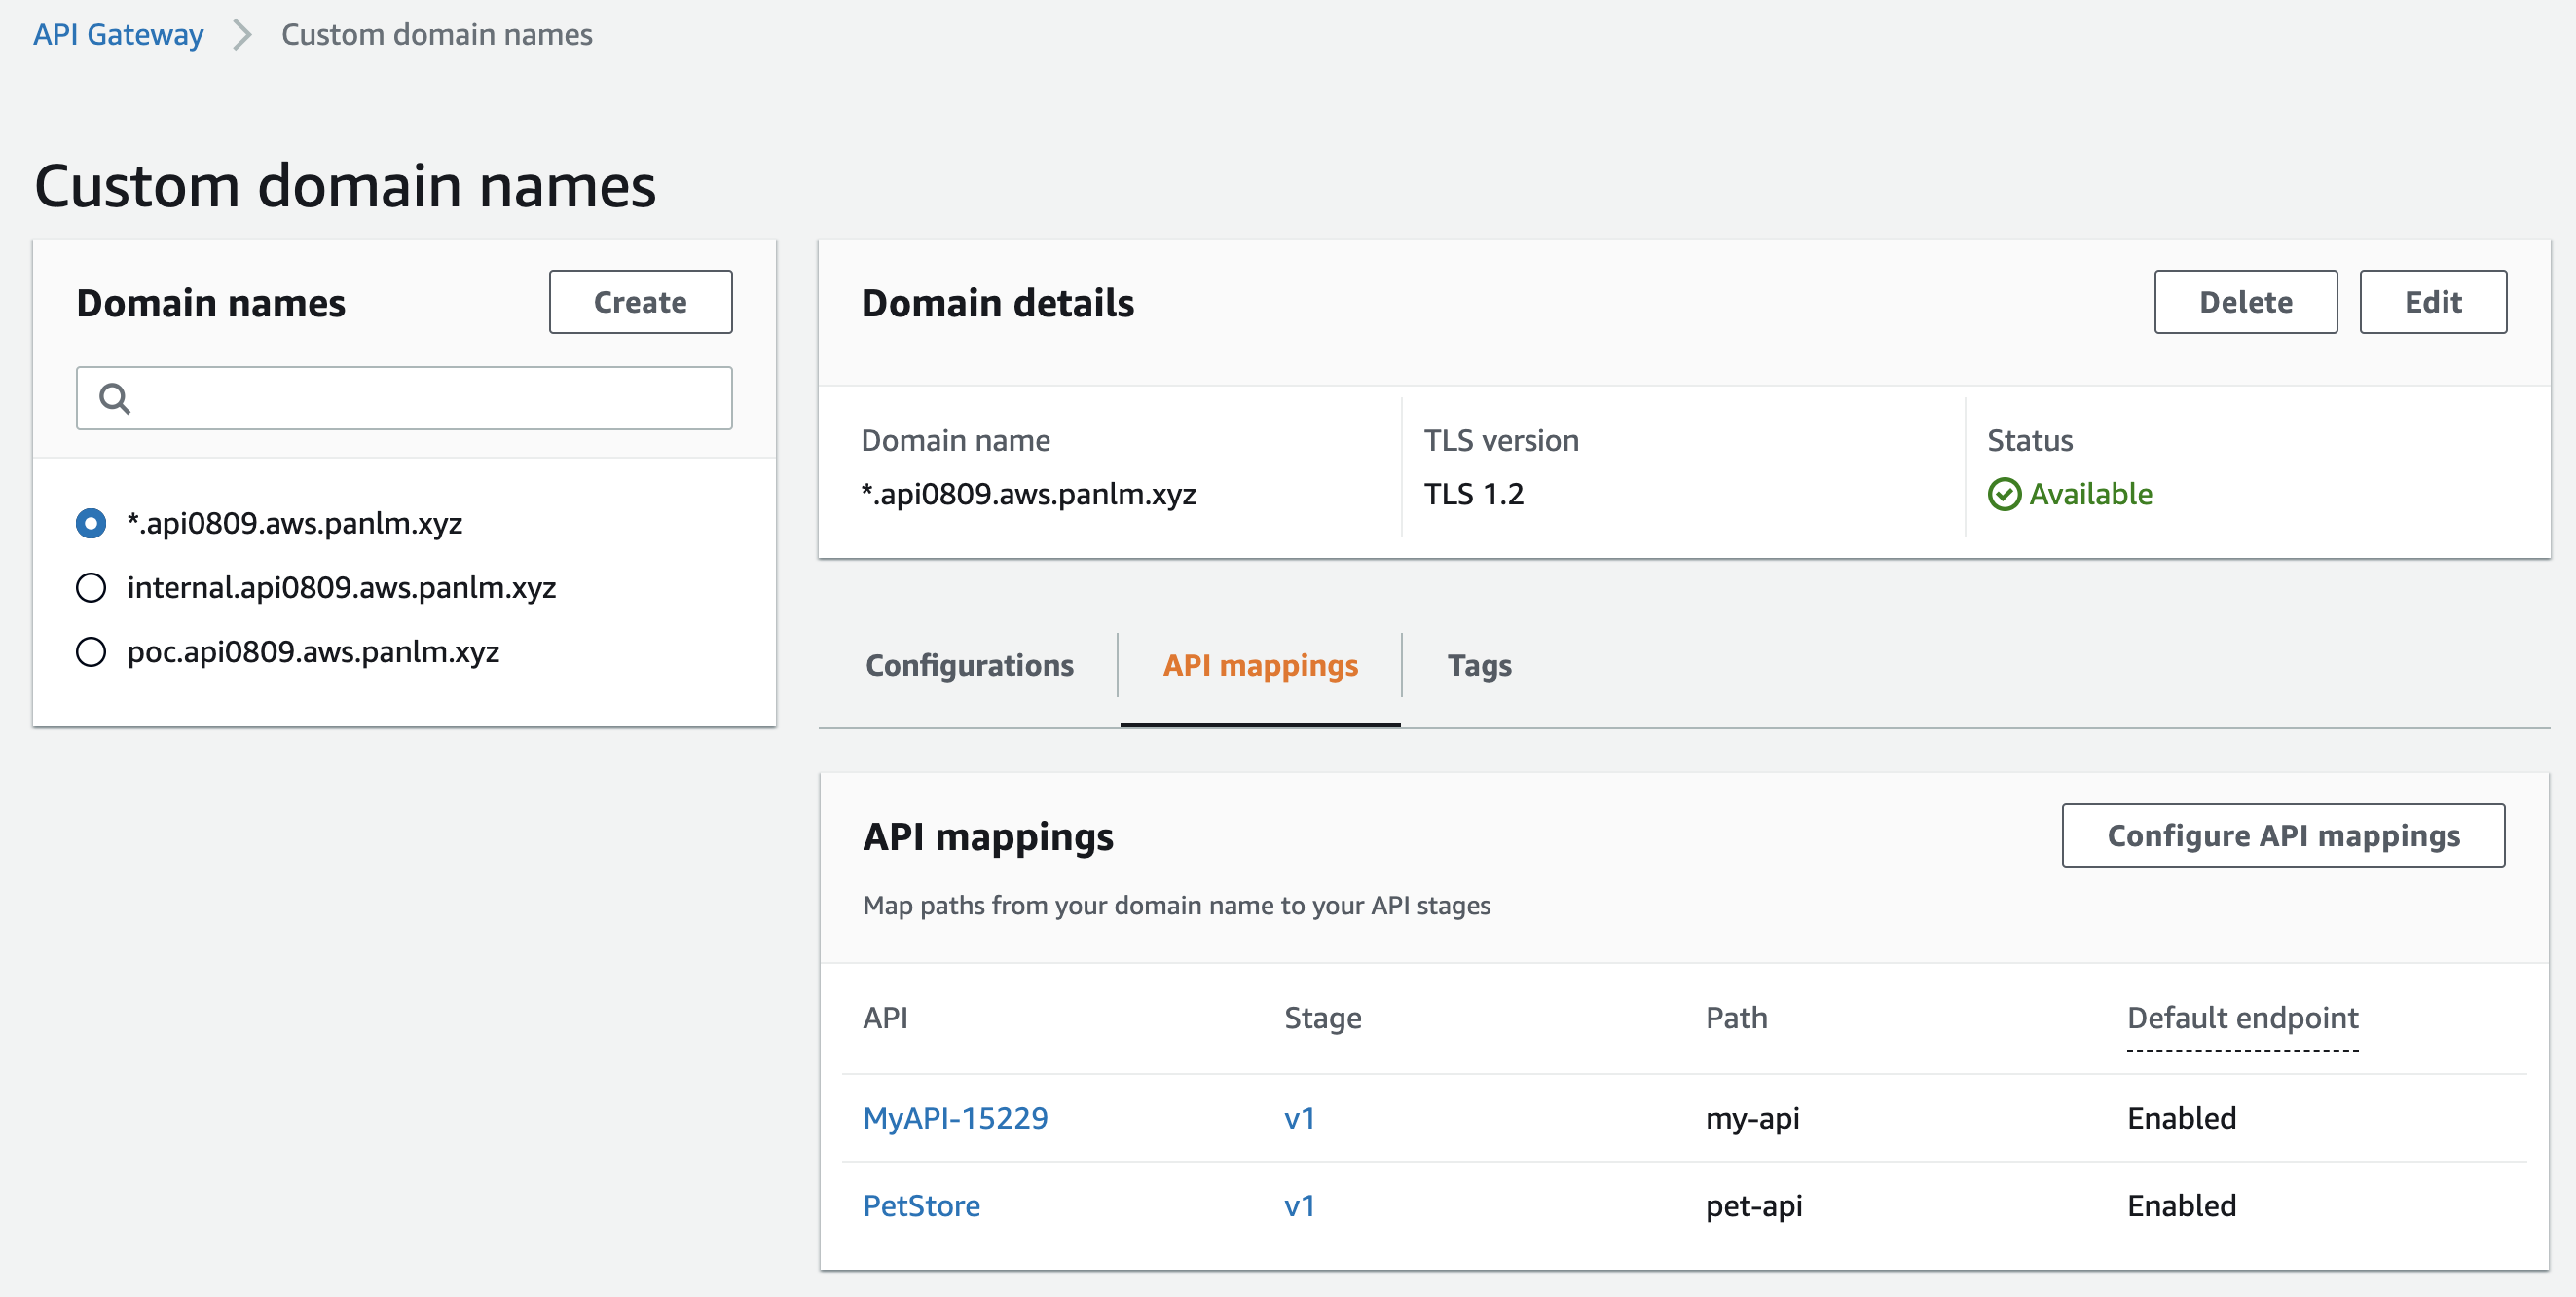 API Gateway > Custom domain names
Custom domain names
Domain names
Create
*.api0809.aws.panlm.xyz
internal.api0809.aws.panlm.xyz
poc.api0809.aws.panlm.xyz
Domain details
Delete Edit
Domain name TLS version Status
*.api0809.aws.panlm.xyz TLS 1.2 Available
Configurations API mappings Tags
API mappings
Configure API mappings
Map paths from your domain name to your API stages
API Stage Path Default endpoint
MyAPI-15229 v1 my-api Enabled
PetStore v1 pet-api Enabled